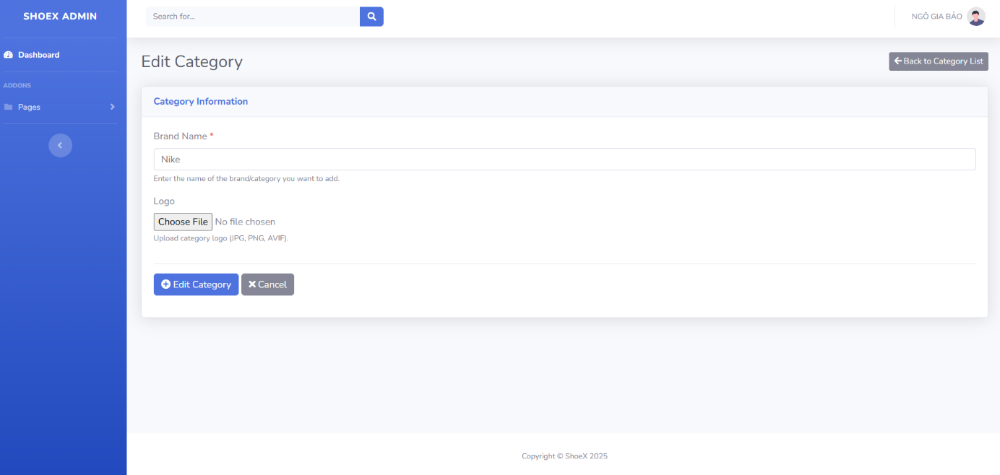 SHOEX ADMIN
Search for...
NGÔ GIA BẢO
Dashboard
ADDONS
Pages
Edit Category
Back to Category List
Category Information
Brand Name *
Nike
Enter the name of the brand/category you want to add.
Logo
Choose File No file chosen
Upload category logo (JPG, PNG, AVIF).
Edit Category Cancel
Copyright © ShoeX 2025